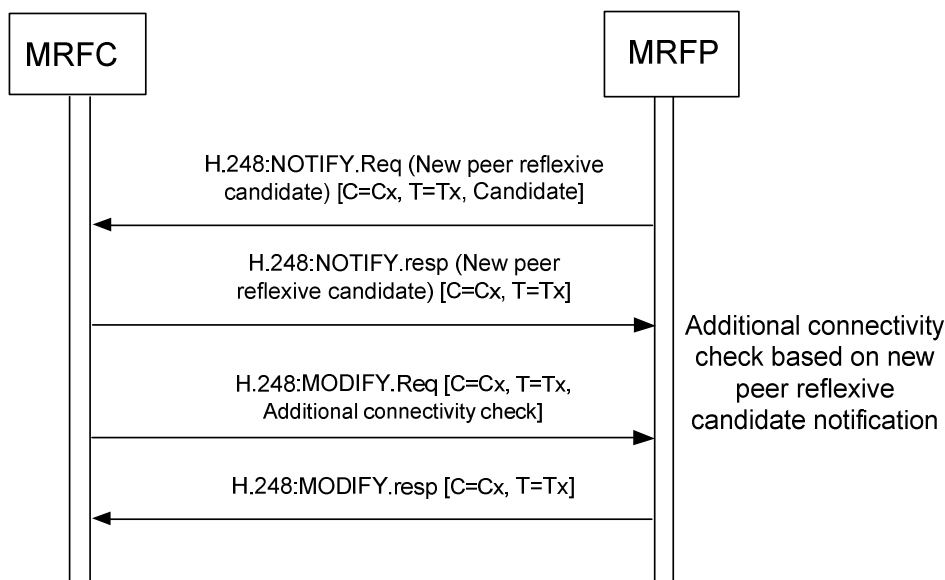 MRFC
MRFP
H.248:NOTIFY.Req (New peer reflexive
candidate) [C=Cx, T=Tx, Candidate]
H.248:NOTIFY.resp (New peer
reflexive candidate) [C=Cx, T=Tx]
H.248:MODIFY.Req [C=Cx, T=Tx,
Additional connectivity check]
H.248:MODIFY.resp [C=Cx, T=Tx]
Additional connectivity
check based on new
peer reflexive
candidate notification